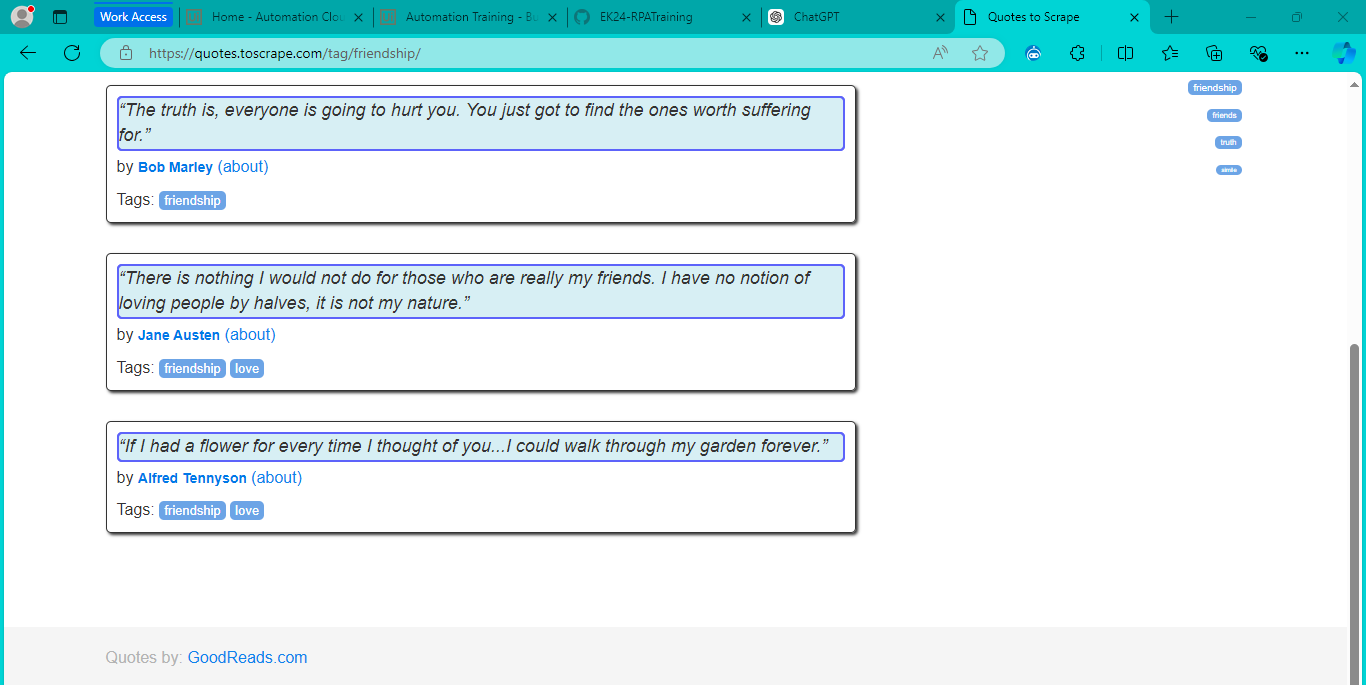 Work Access
Home - Automation Clou
Automation Training - B
EK24-RPATraining
ChatGPT
Quotes to Scrape
https://quotes.toscrape.com/tag/friendship/
“The truth is, everyone is going to hurt you. You just got to find the ones worth suffering
for.”
by Bob Marley (about)
Tags: friendship
“There is nothing I would not do for those who are really my friends. I have no notion of
loving people by halves, it is not my nature.”
by Jane Austen (about)
Tags: friendship love
“If I had a flower for every time I thought of you...I could walk through my garden forever.”
by Alfred Tennyson (about)
Tags: friendship love
friendship
friends
truth
simile
Quotes by: GoodReads.com